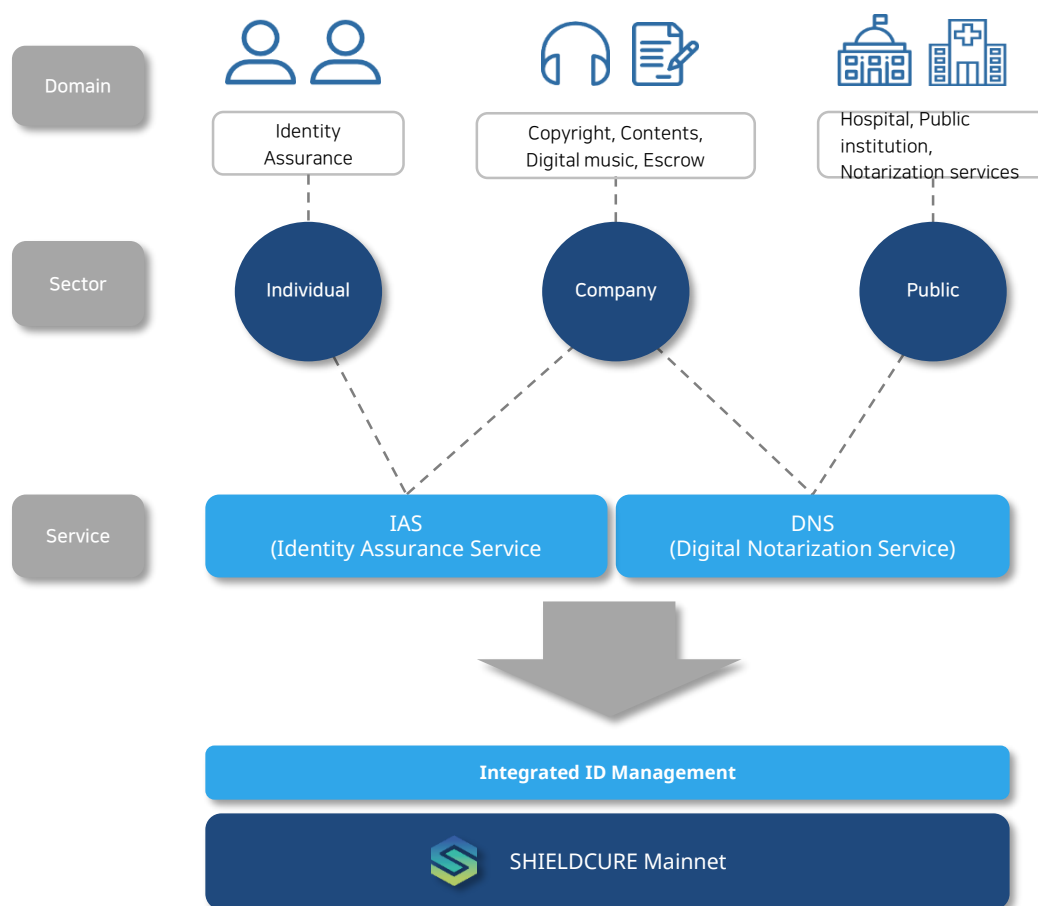 Domain
Identity
Assurance
Copyright, Contents,
Digital music, Escrow
Hospital, Public
institution,
Notarization services
Sector
Individual
Company
Public
Service
IAS
(Identity Assurance Service
DNS
(Digital Notarization Service)
Integrated ID Management
SHIELDCURE Mainnet